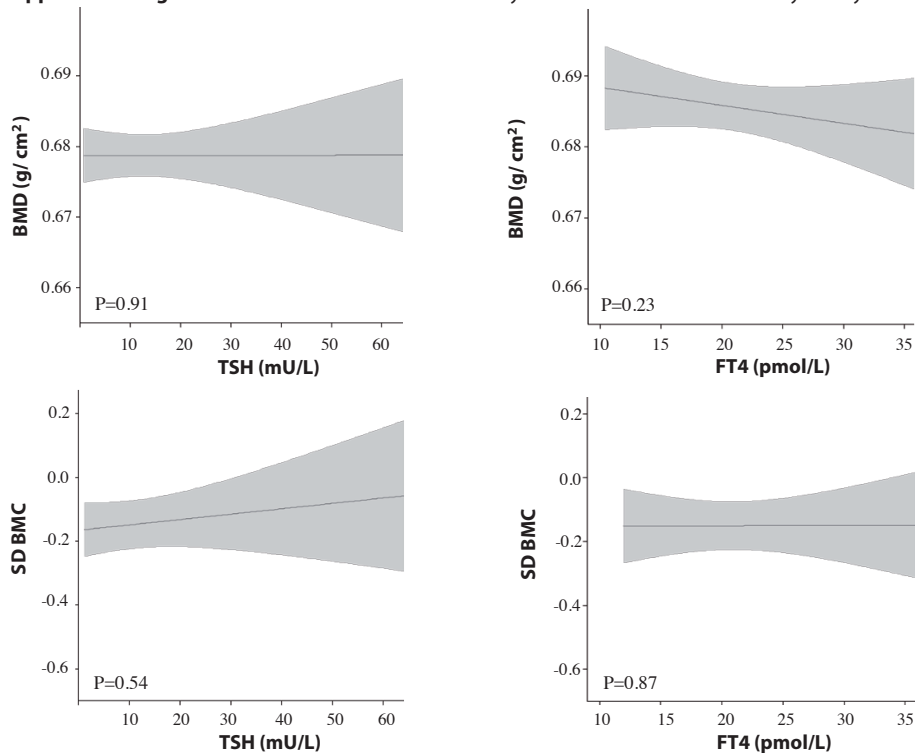 0.69
0.68
0.67
0.66
BMD (g/ cm²)
P=0.91
10 20 30 40 50 60
TSH (mU/L)
0.69
0.68
0.67
0.66
BMD (g/ cm²)
P=0.23
10 15 20 25 30 35
FT4 (pmol/L)
0.2
0.0
-0.2
-0.4
-0.6
SD BMC
P=0.54
10 20 30 40 50 60
TSH (mU/L)
0.2
0.0
-0.2
-0.4
-0.6
SD BMC
P=0.87
10 15 20 25 30 35
FT4 (pmol/L)